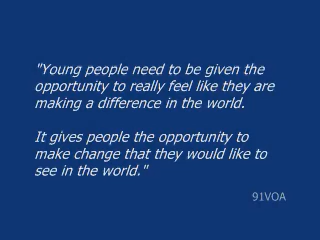 "Young people need to be given the
opportunity to really feel like they are
making a difference in the world.
It gives people the opportunity to
make change that they would like to
see in the world."
91VOA